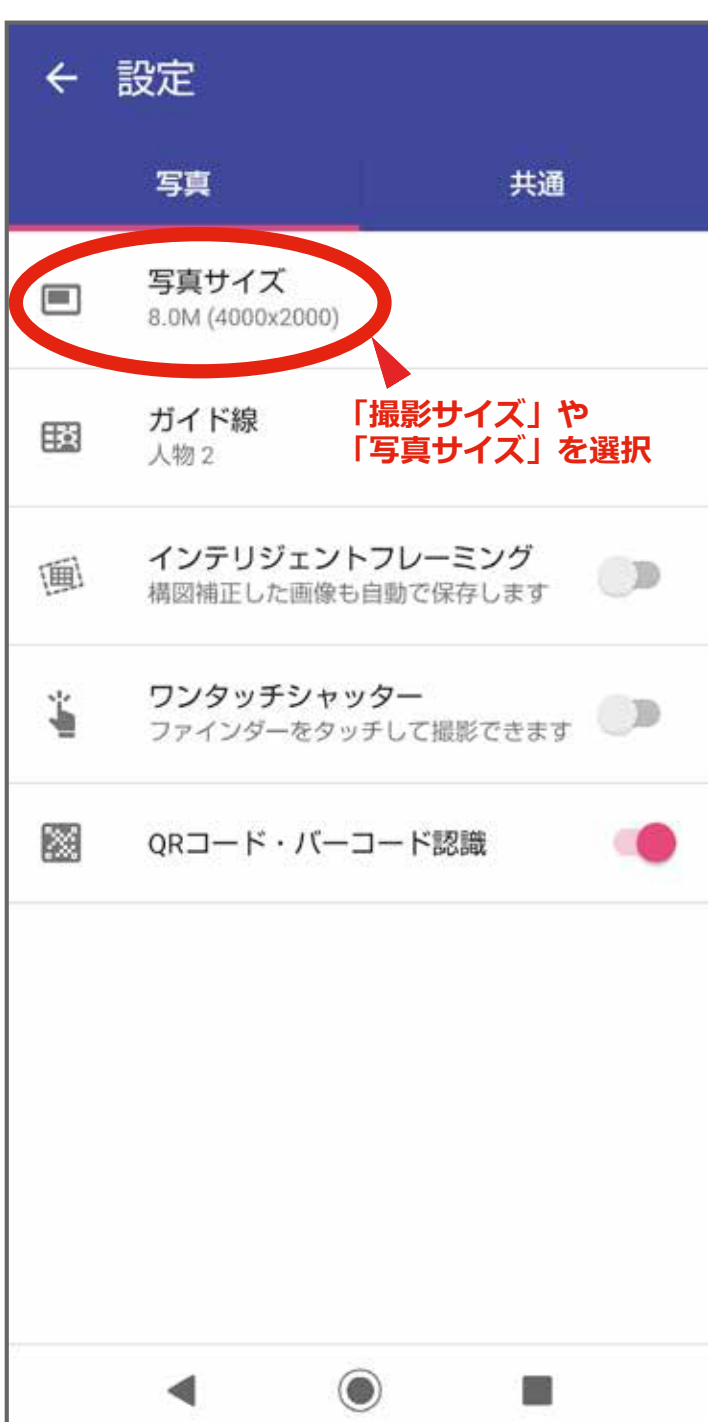 設定
写真
共通
写真サイズ
8.0M (4000x2000)
「撮影サイズ」や
「写真サイズ」を選択
ガイド線
人物 2
インテリジェントフレーミング
構図補正した画像も自動で保存します
ワンタッチシャッター
ファインダーをタッチして撮影できます
QRコード・バーコード認識